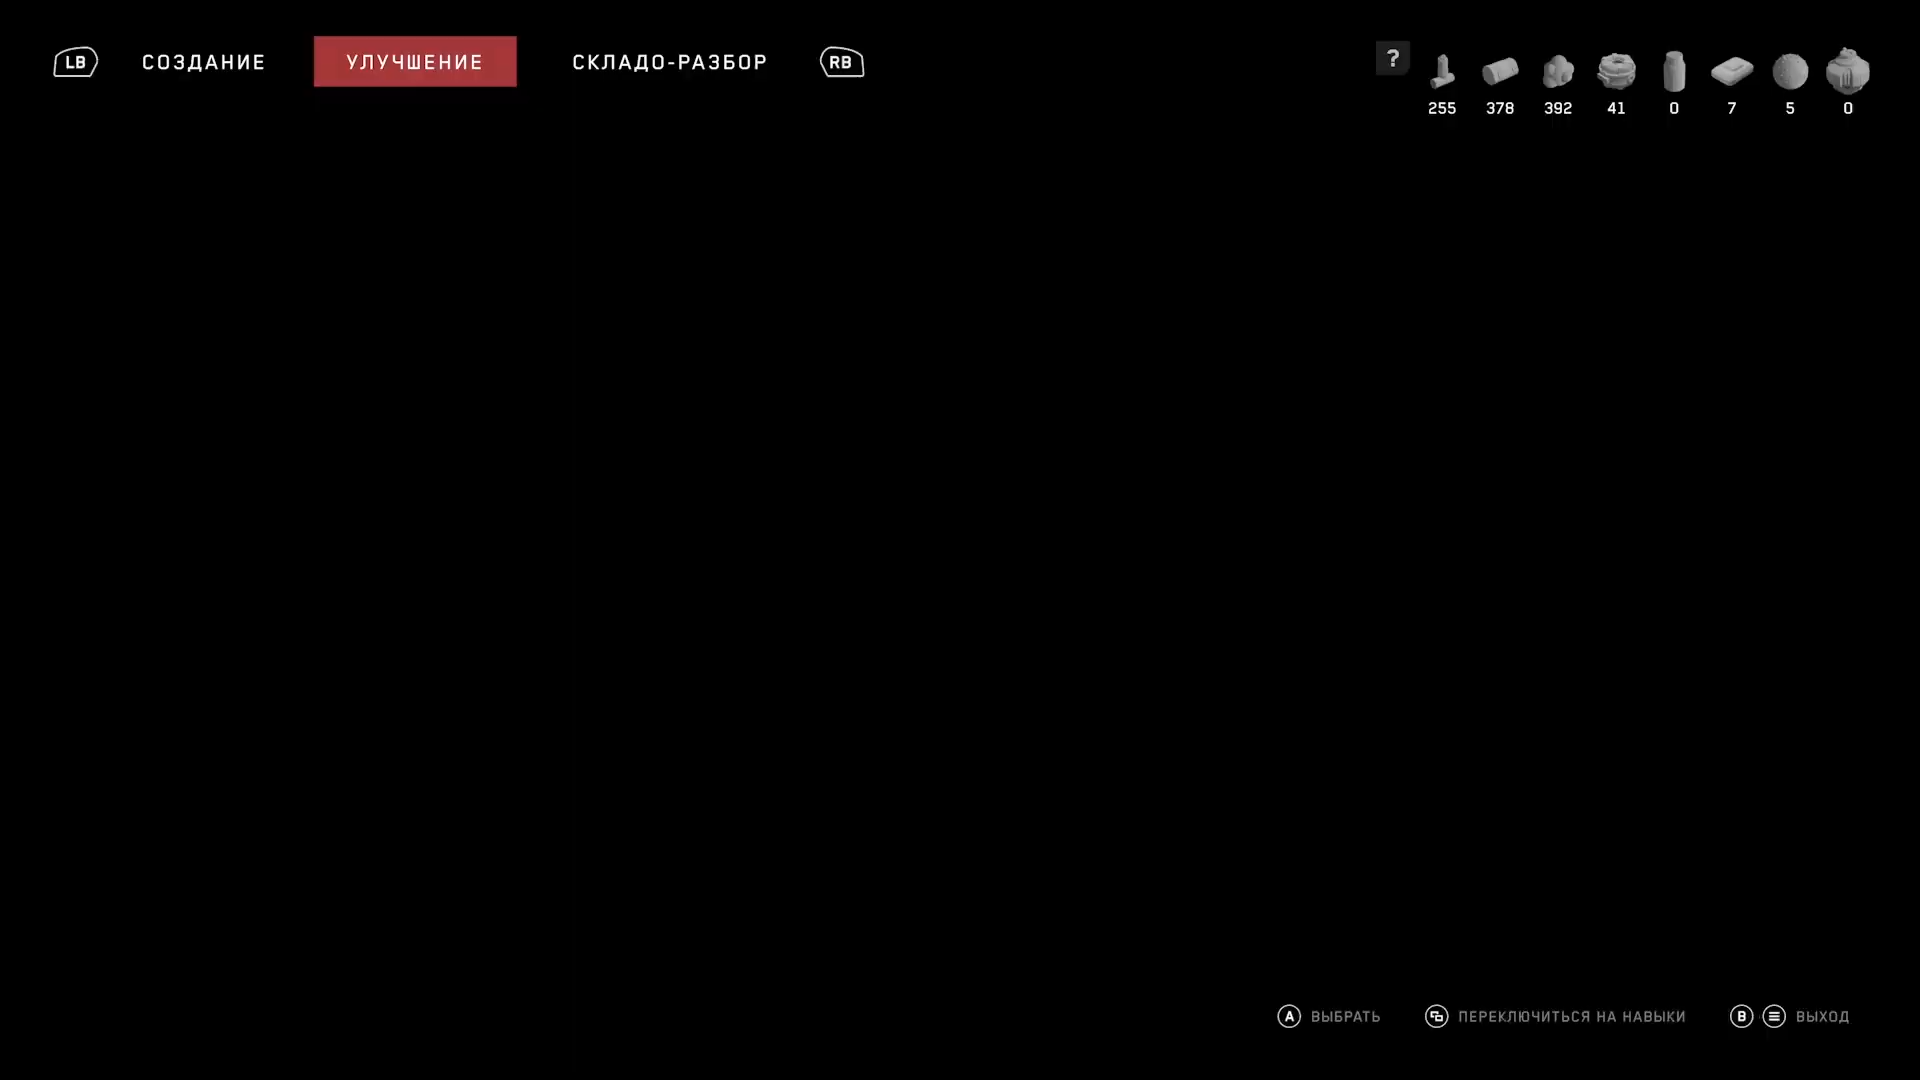 LB СОЗДАНИЕ УЛУЧШЕНИЕ СКЛАДО-РАЗБОР RB ?
255 378 392 41 0 7 5 0
A ВЫБРАТЬ ПЕРЕКЛЮЧИТЬСЯ НА НАВЫКИ B ВЫХОД